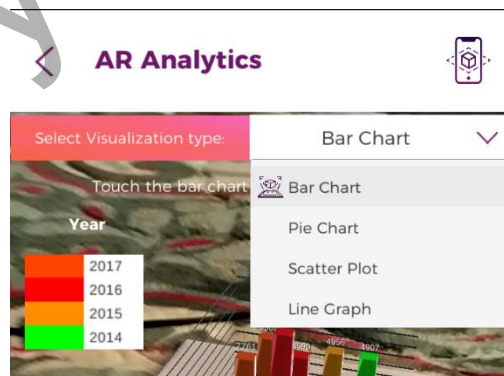 AR Analytics
Select Visualization type:
Bar Chart
Touch the bar chart
Bar Chart
Pie Chart
Scatter Plot
Line Graph
Year
2017
2016
2015
2014
7761
4956
4907